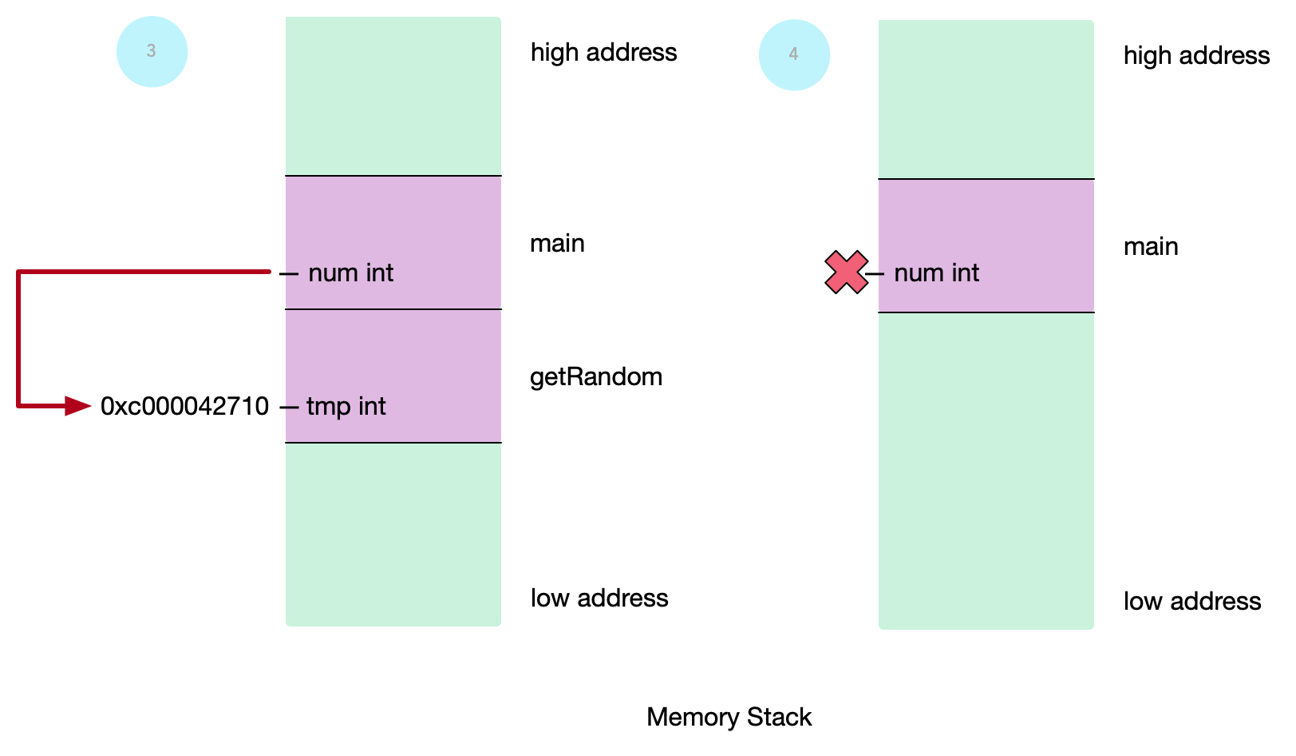 3
high address
main
num int
getRandom
0xc000042710
tmp int
low address
4
high address
main
num int
low address
Memory Stack